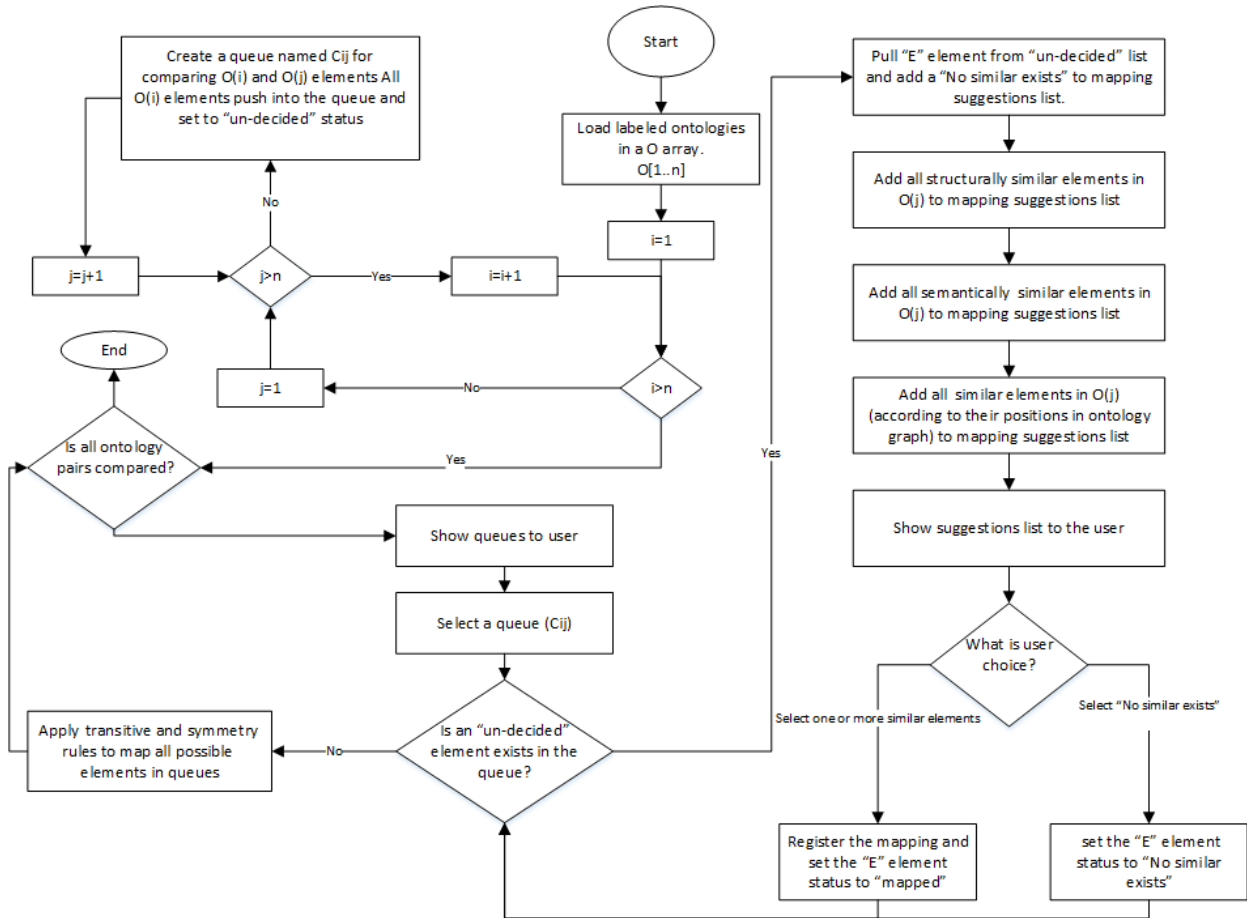 Start
Load labeled ontologies
in a O array.
O[1..n]
i=1
Create a queue named Cij for
comparing O(i) and O(j) elements All
O(i) elements push into the queue and
set to “un-decided” status
No
j=j+1
j>n
Yes
i=i+1
End
j=1
No
i>n
Is all ontology
pairs compared?
Yes
Show queues to user
Select a queue (Cij)
Is an “un-decided”
element exists in the
queue?
No
Apply transitive and symmetry
rules to map all possible
elements in queues
Yes
Pull “E” element from “un-decided” list
and add a “No similar exists” to mapping
suggestions list.
Add all structurally similar elements in
O(j) to mapping suggestions list
Add all semantically  similar elements in
O(j) to mapping suggestions list
Add all  similar elements in O(j)
(according to their positions in ontology
graph) to mapping suggestions list
Show suggestions list to the user
What is user
choice?
Select one or more similar elements
Select “No similar exists”
Register the mapping and
set the “E” element
status to “mapped”
set the “E” element
status to “No similar
exists”